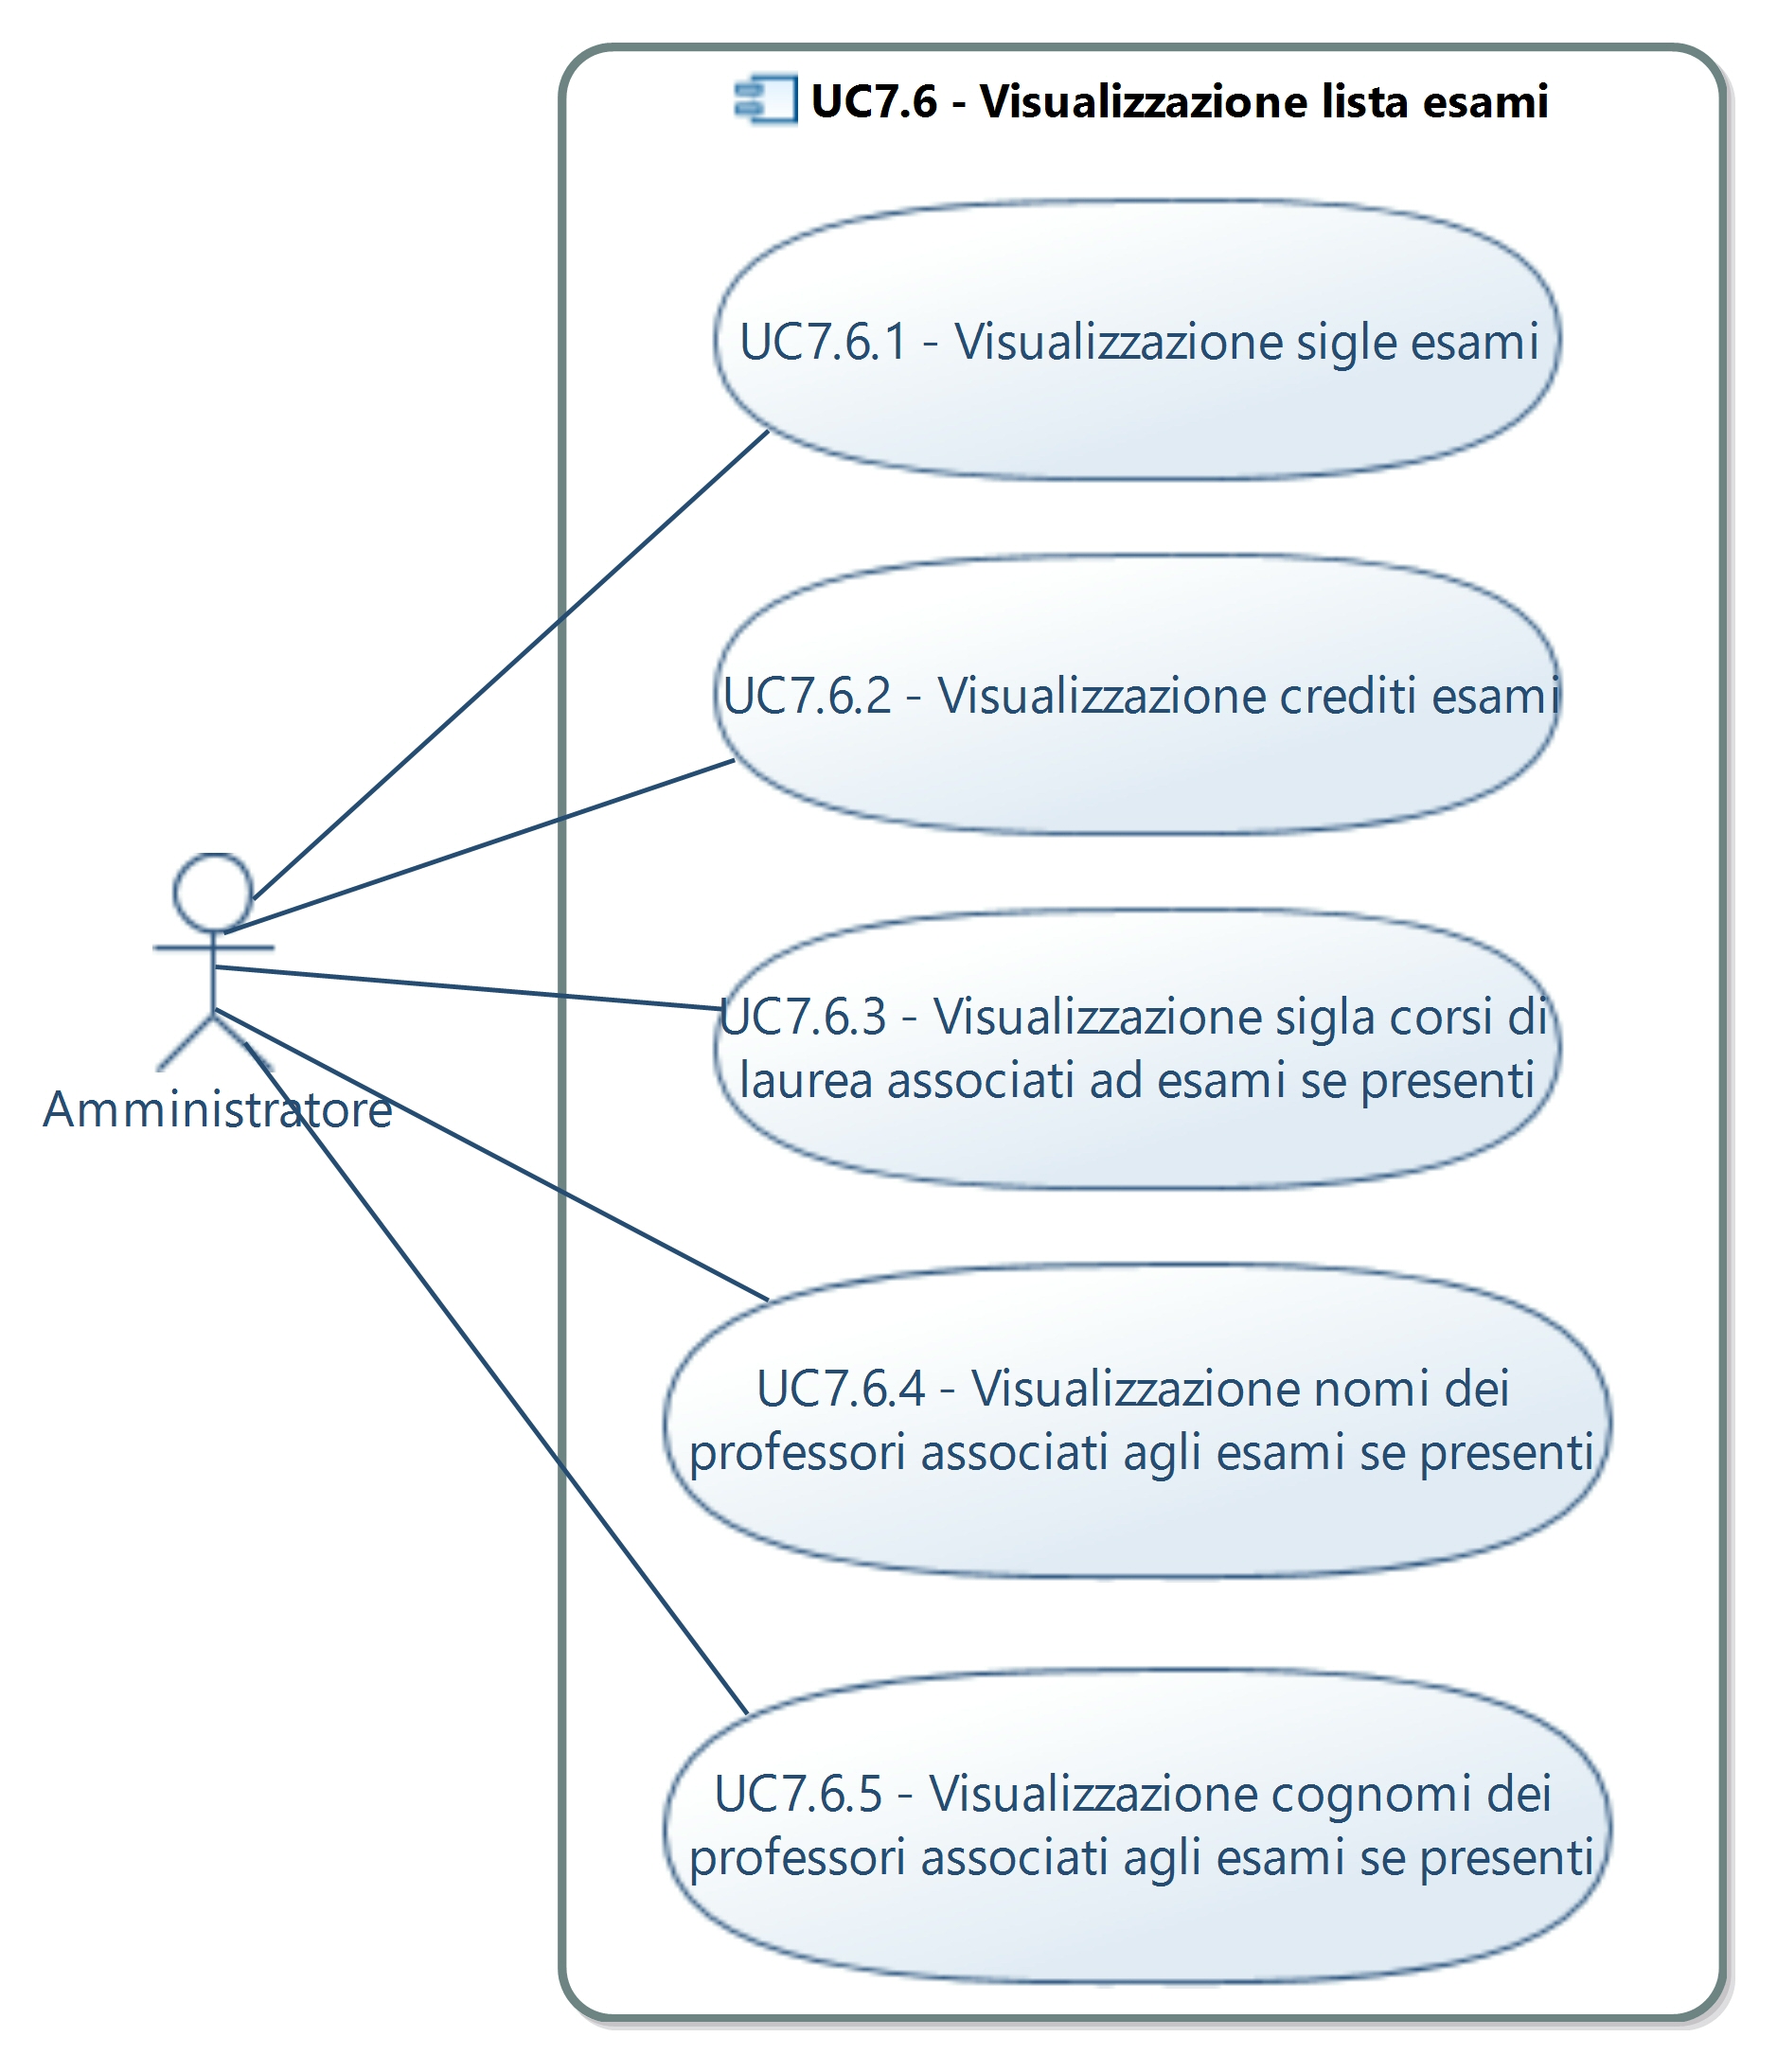 UC7.6 - Visualizzazione lista esami
UC7.6.1 - Visualizzazione sigle esami
UC7.6.2 - Visualizzazione crediti esami
UC7.6.3 - Visualizzazione sigla corsi di
laurea associati ad esami se presenti
Amministratore
UC7.6.4 - Visualizzazione nomi dei
professori associati agli esami se presenti
UC7.6.5 - Visualizzazione cognomi dei
professori associati agli esami se presenti